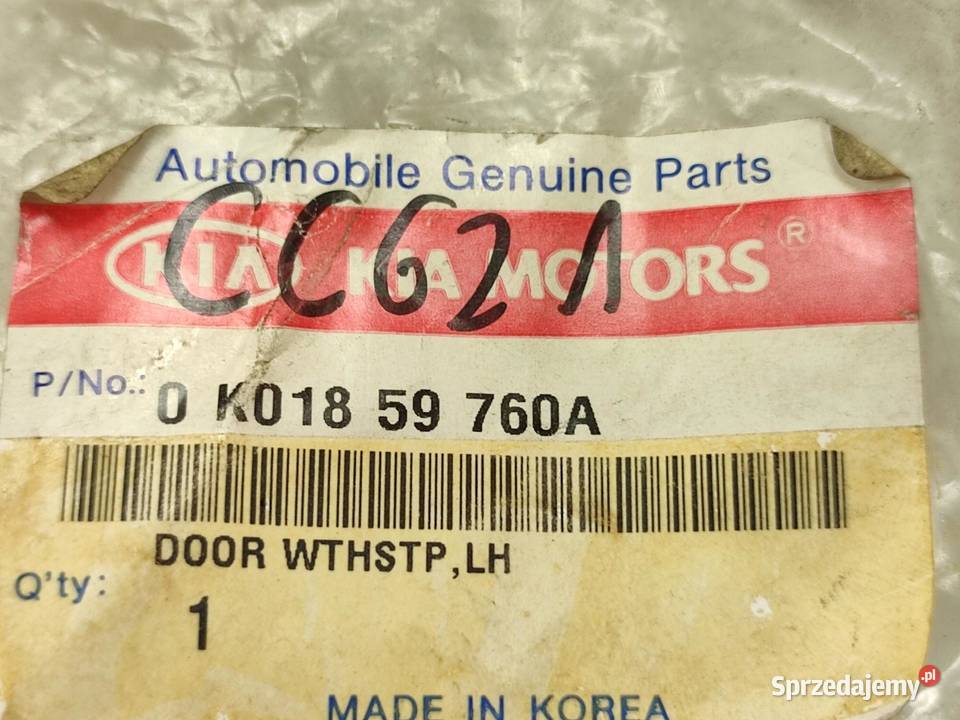 Automobile Genuine Parts
KIA KIA MOTORS®
CC621
P/No.: 0 K018 59 760A
DOOR WTHSTP,LH
Q'ty: 1
MADE IN KOREA
Sprzedajemy.pl